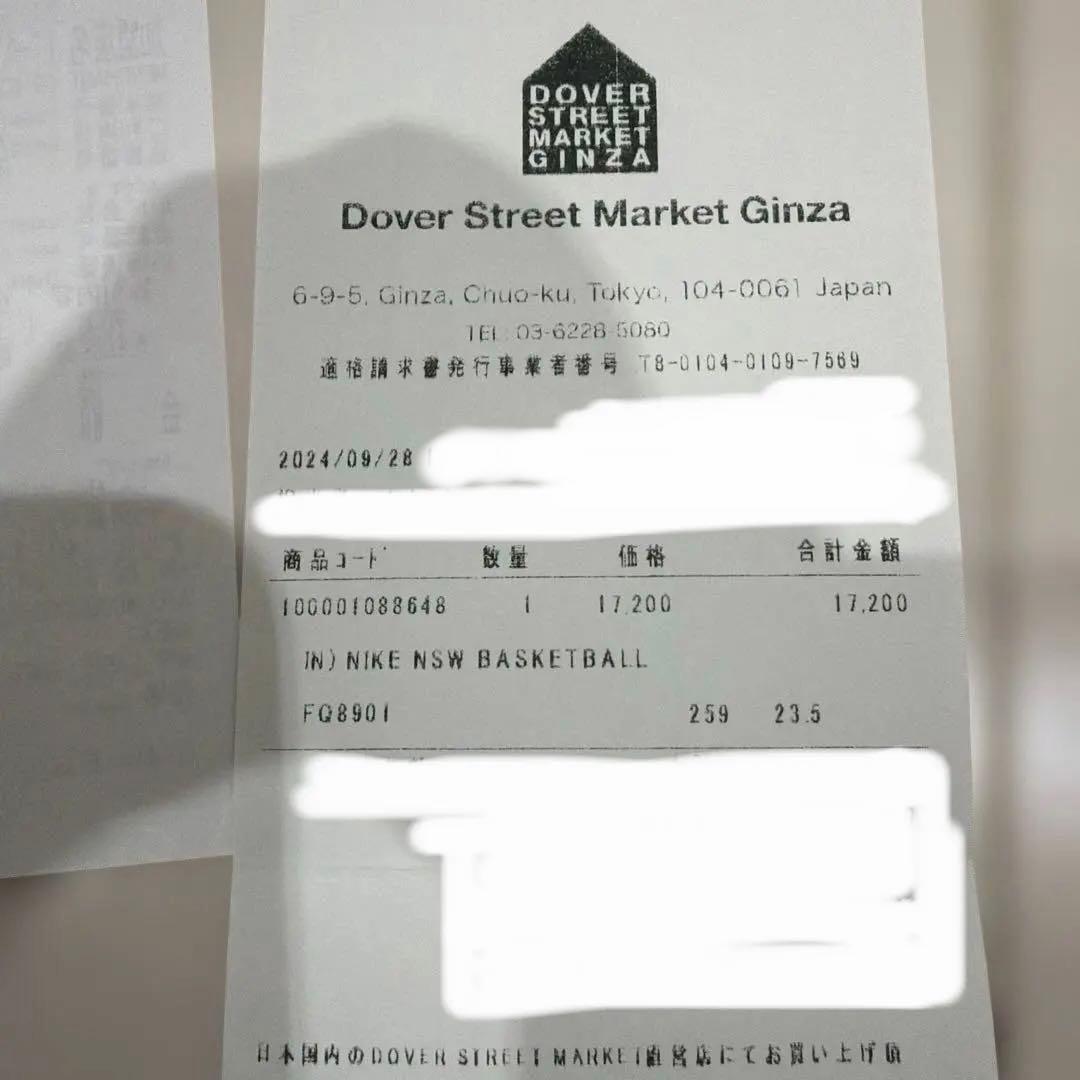 DOVER
STREET
MARKET
GINZA
Dover Street Market Ginza
6-9-5, Ginza, Chuo-ku, Tokyo, 104-0061 Japan
TEL: 03-6228-5080
適格請求書発行事業者番号 T8-0104-0109-7569
2024/09/28
商品コード 数量 価格 合計金額
100001088648 1 17,200 17,200
IN) NIKE NSW BASKETBALL
FQ8901 259 23.5
日本国内のDOVER STREET MARKET直営店にてお買い上げ頂